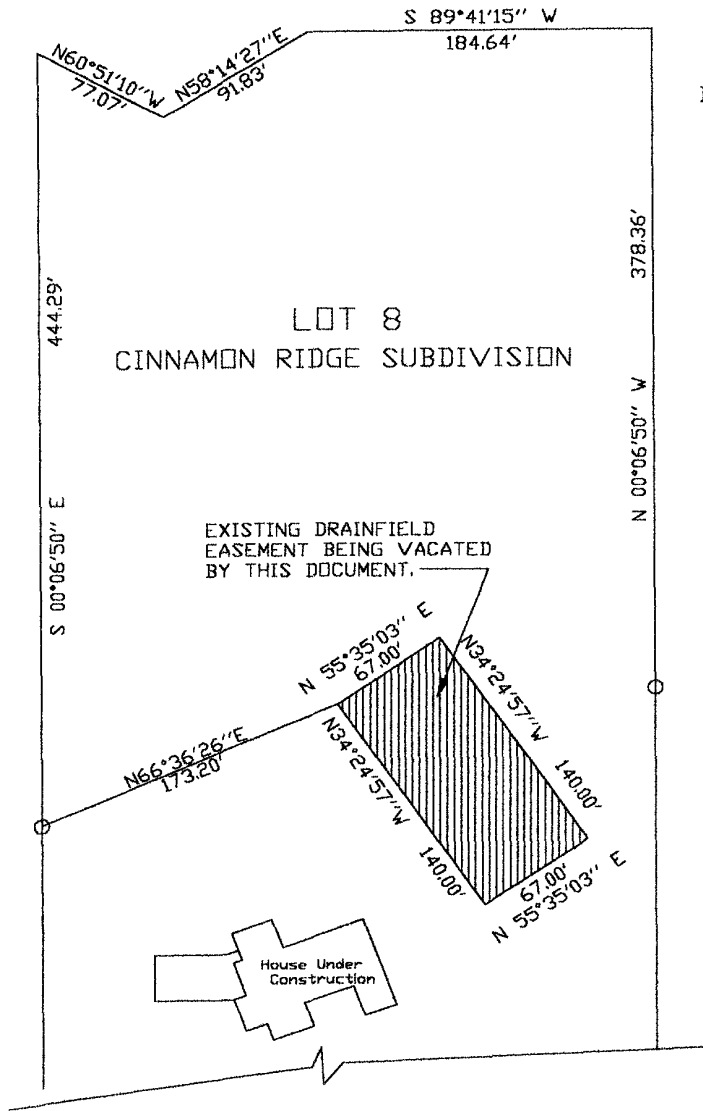 S 89°41'15" W
184.64'
N60°51'10"W
77.07'
N58°14'27"E
91.83'
444.29'
378.36'
LOT 8
CINNAMON RIDGE SUBDIVISION
S 00°06'50" E
N 00°06'50" W
EXISTING DRAINFIELD
EASEMENT BEING VACATED
BY THIS DOCUMENT.
N 55°35'03" E
67.00'
N34°24'57"W
140.00'
N66°36'26"E
173.20'
N34°24'57"W
140.00'
67.00'
N 55°35'03" E
House Under
Construction